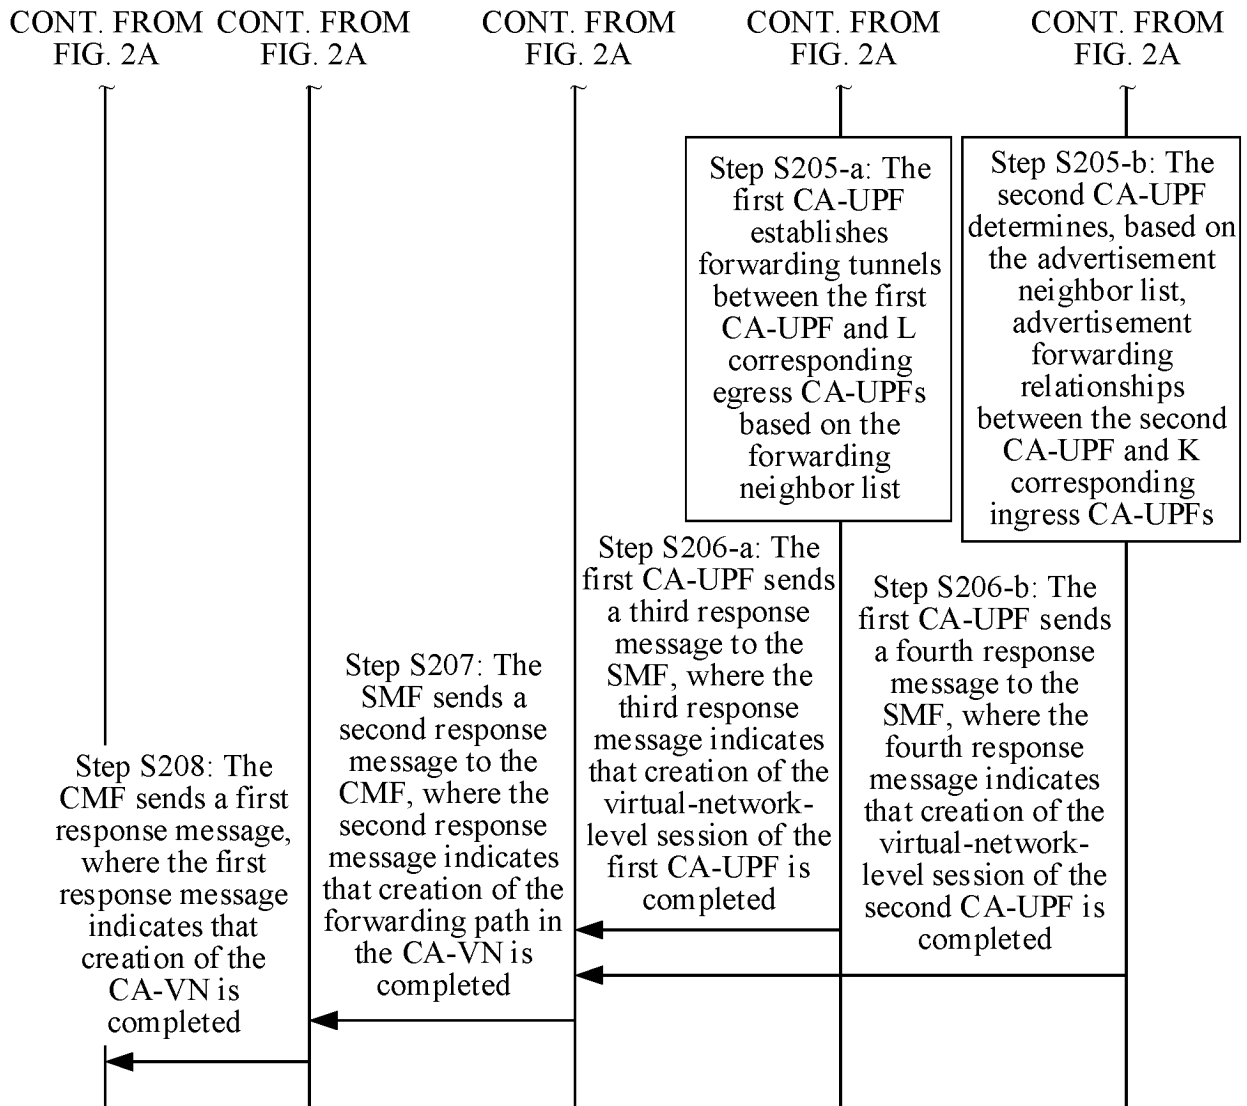 CONT. FROM
FIG. 2A
CONT. FROM
FIG. 2A
CONT. FROM
FIG. 2A
CONT. FROM
FIG. 2A
CONT. FROM
FIG. 2A
Step S205-a: The
first CA-UPF
establishes
forwarding tunnels
between the first
CA-UPF and L
corresponding
egress CA-UPFs
based on the
forwarding
neighbor list
Step S205-b: The
second CA-UPF
determines, based on
the advertisement
neighbor list,
advertisement
forwarding
relationships
between the second
CA-UPF and K
corresponding
ingress CA-UPFs
Step S206-a: The
first CA-UPF sends
a third response
message to the
SMF, where the
third response
message indicates
that creation of the
virtual-network-
level session of the
first CA-UPF is
completed
Step S206-b: The
first CA-UPF sends
a fourth response
message to the
SMF, where the
fourth response
message indicates
that creation of the
virtual-network-
level session of the
second CA-UPF is
completed
Step S207: The
SMF sends a
second response
message to the
CMF, where the
second response
message indicates
that creation of the
forwarding path in
the CA-VN is
completed
Step S208: The
CMF sends a first
response message,
where the first
response message
indicates that
creation of the
CA-VN is
completed